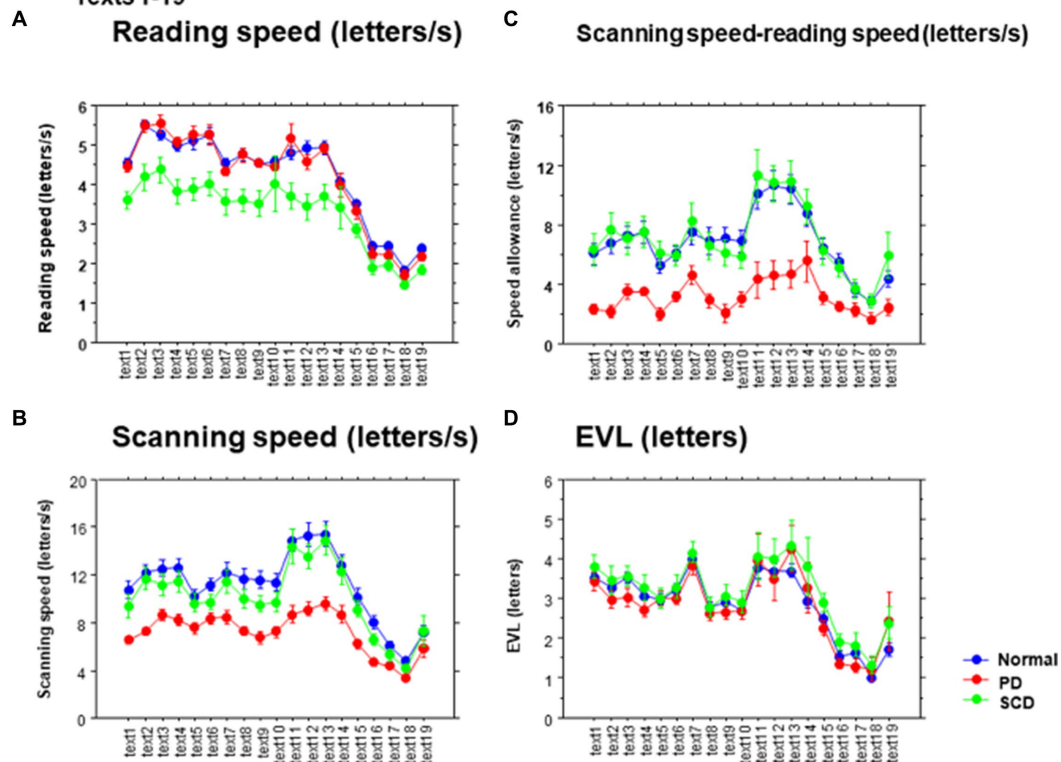 Texts 1-19
A
Reading speed (letters/s)
Reading speed (letters/s)
6
5
4
3
2
1
0
text1
text2
text3
text4
text5
text6
text7
text8
text9
text10
text11
text12
text13
text14
text15
text16
text17
text18
text19
C
Scanning speed-reading speed (letters/s)
Speed allowance (letters/s)
16
12
8
4
0
text1
text2
text3
text4
text5
text6
text7
text8
text9
text10
text11
text12
text13
text14
text15
text16
text17
text18
text19
B
Scanning speed (letters/s)
Scanning speed (letters/s)
20
16
12
8
4
0
text1
text2
text3
text4
text5
text6
text7
text8
text9
text10
text11
text12
text13
text14
text15
text16
text17
text18
text19
D
EVL (letters)
EVL (letters)
6
5
4
3
2
1
0
text1
text2
text3
text4
text5
text6
text7
text8
text9
text10
text11
text12
text13
text14
text15
text16
text17
text18
text19
Normal
PD
SCD